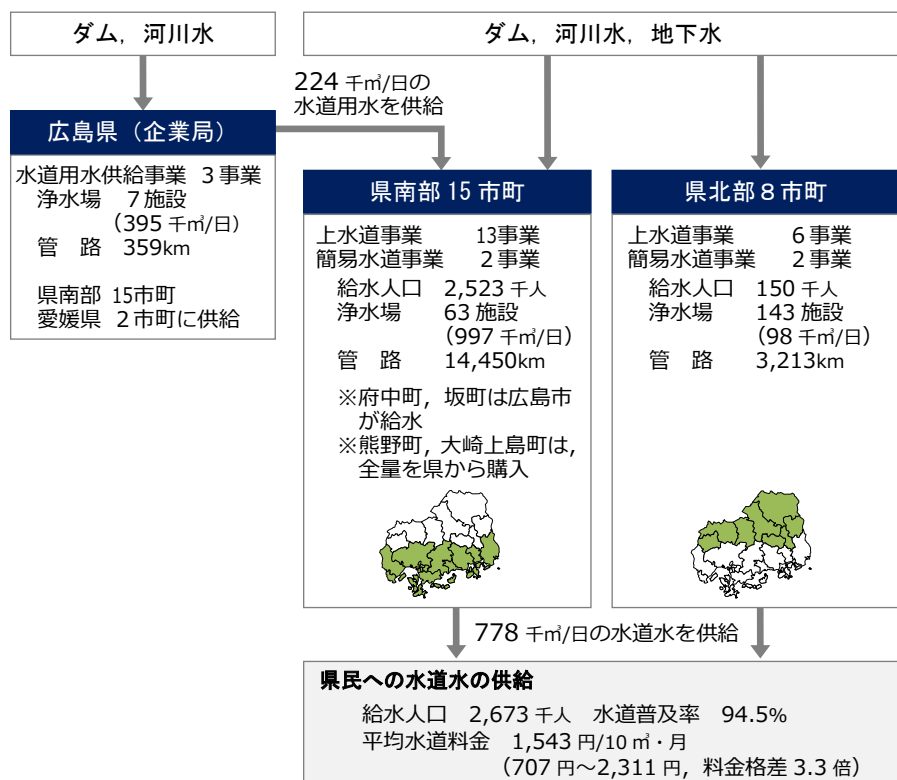 ダム，河川水
ダム，河川水，地下水
224 千㎥/日の
水道用水を供給
広島県（企業局）
水道用水供給事業 3事業
浄水場 7施設
（395 千㎥/日）
管　路 359km
県南部 15市町
愛媛県 2市町に供給
県南部 15 市町
上水道事業 13事業
簡易水道事業 2事業
給水人口 2,523 千人
浄水場 63 施設
（997 千㎥/日）
管　路 14,450km
※府中町，坂町は広島市
が給水
※熊野町，大崎上島町は，
全量を県から購入
県北部８市町
上水道事業 6事業
簡易水道事業 2事業
給水人口 150 千人
浄水場 143 施設
（98 千㎥/日）
管　路 3,213km
778 千㎥/日の水道水を供給
県民への水道水の供給
給水人口 2,673 千人 水道普及率 94.5%
平均水道料金 1,543 円/10 ㎥・月
（707 円～2,311 円，料金格差 3.3 倍）